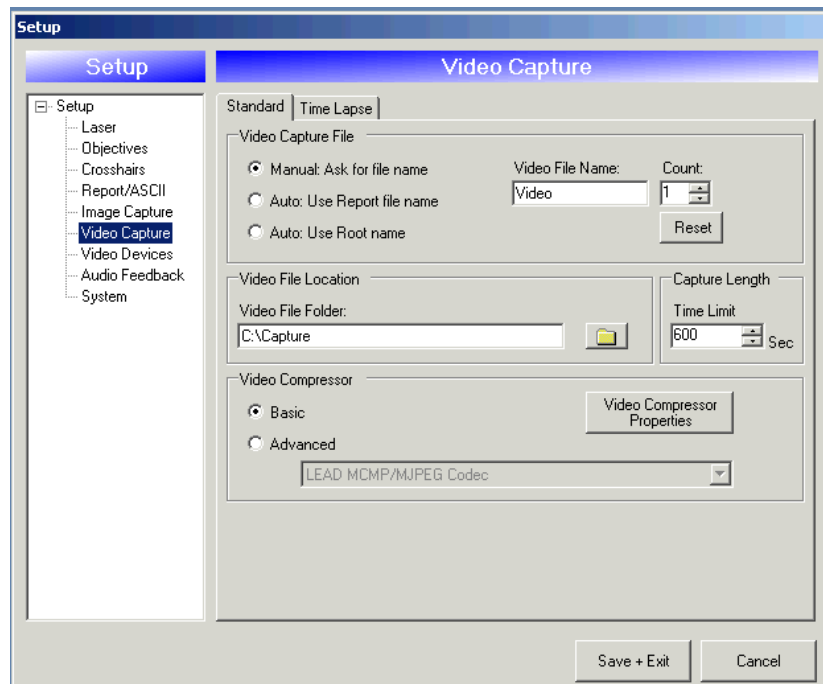 Setup
Setup
Video Capture
Setup
Laser
Objectives
Crosshairs
Report/ASCII
Image Capture
Video Capture
Video Devices
Audio Feedback
System
Standard
Time Lapse
Video Capture File
Manual: Ask for file name
Auto: Use Report file name
Auto: Use Root name
Video File Name:
Video
Count:
1
Reset
Video File Location
Video File Folder:
C:\Capture
Capture Length
Time Limit
600
Sec
Video Compressor
Basic
Advanced
Video Compressor
Properties
LEAD MCMP/MJPEG Codec
Save + Exit
Cancel